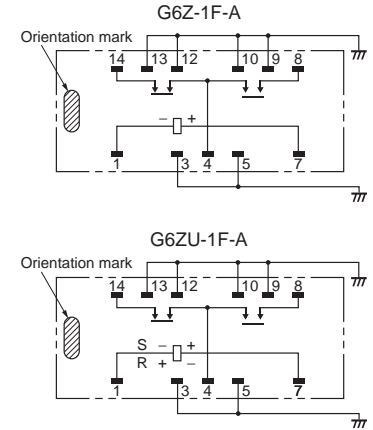 G6Z-1F-A
Orientation mark
14 13 12 10 9 8
− +
1 3 4 5 7
G6ZU-1F-A
Orientation mark
14 13 12 10 9 8
S − +
R + −
1 3 4 5 7